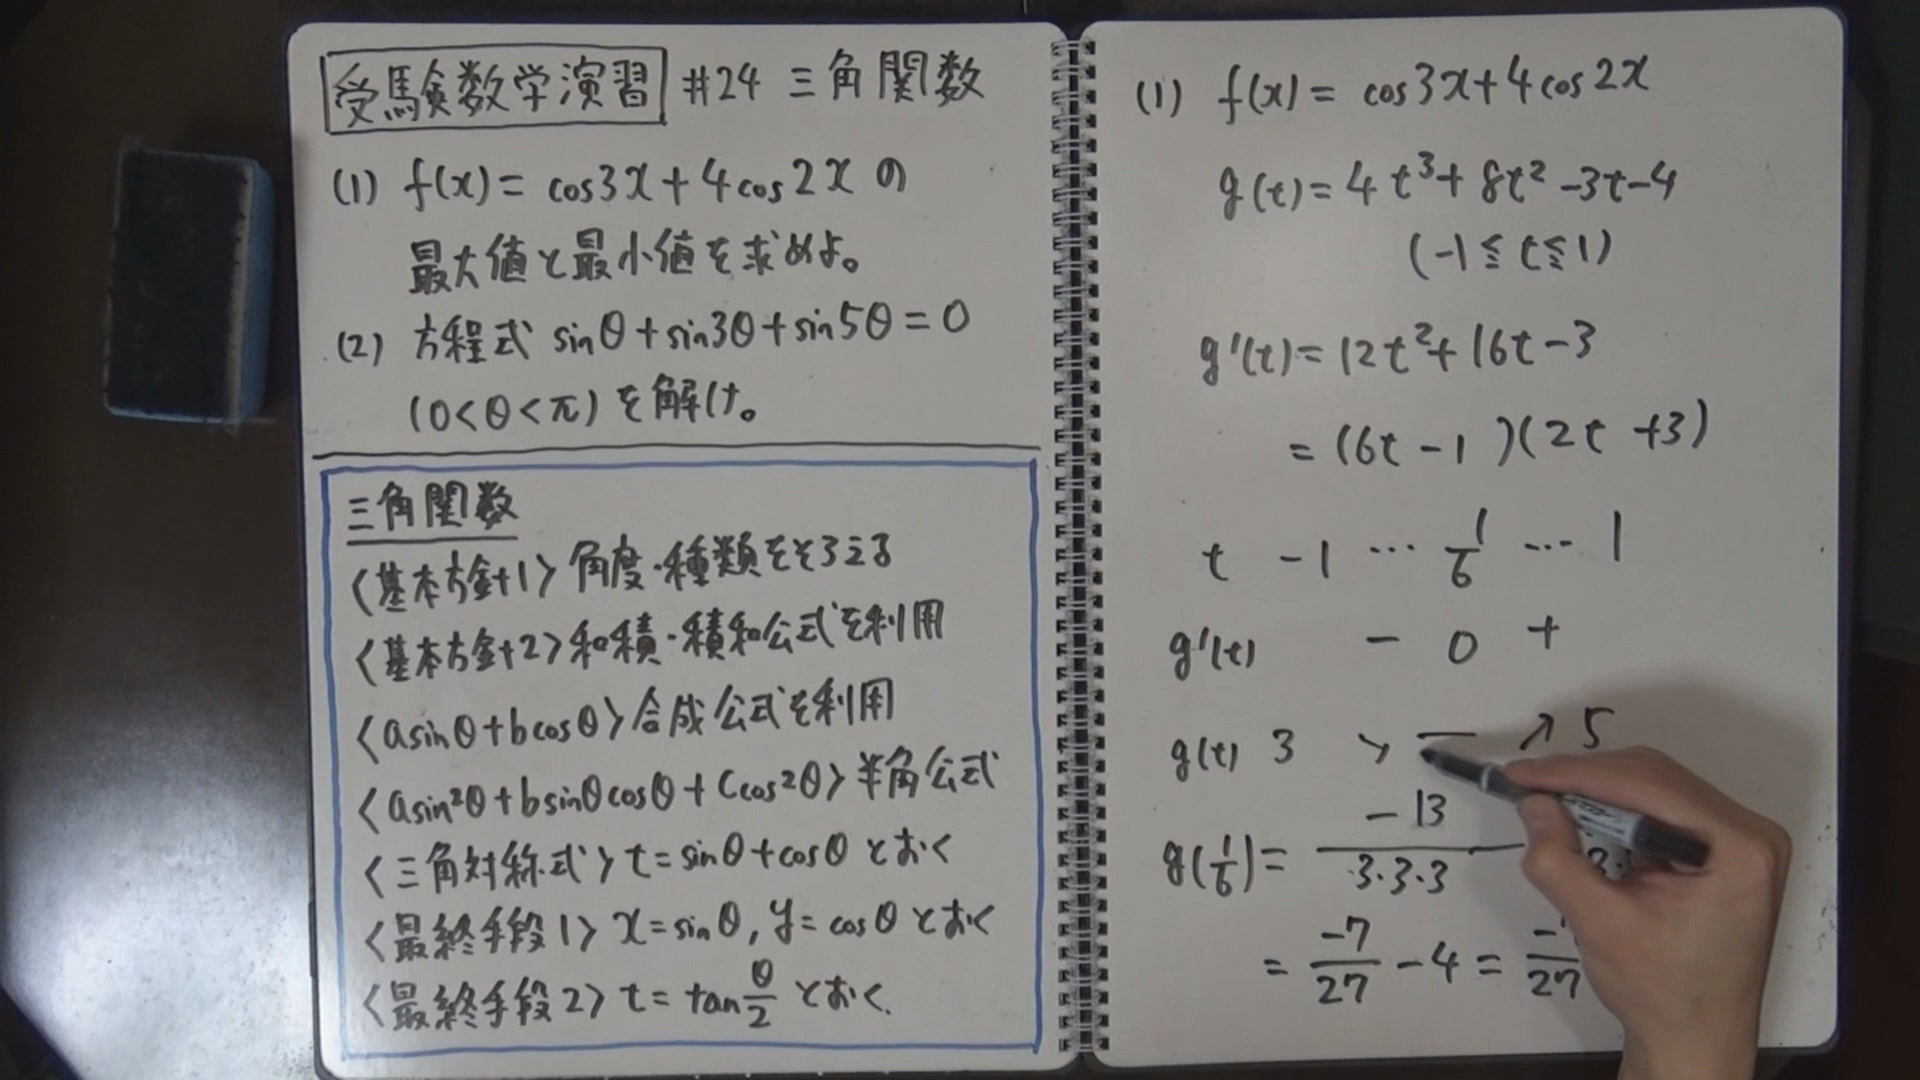 受験数学演習 #24 三角関数
(1) f(x) = cos3x+4cos2x の
最大値と最小値を求めよ。
(2) 方程式 sinθ+sin3θ+sin5θ=0
(0<θ<π) を解け。
三角関数
〈基本方針1〉角度・種類をそろえる
〈基本方針2〉和積・積和公式を利用
〈asinθ+bcosθ〉合成公式を利用
〈asin²θ+bsinθcosθ+Ccos²θ〉半角公式
〈三角対称式〉t=sinθ+cosθ とおく
〈最終手段1〉x=sinθ, y=cosθ とおく
〈最終手段2〉t=tan θ/2 とおく.
(1) f(x) = cos3x+4cos2x
g(t) = 4t³+8t²-3t-4
(-1≦t≦1)
g'(t) = 12t²+16t-3
= (6t-1)(2t+3)
t -1 … 1/6 … 1
g'(t) - 0 +
g(t) 3 ↘ ↗ 5
g(1/6) = -13/3·3·3
= -7/27 -4 =
27